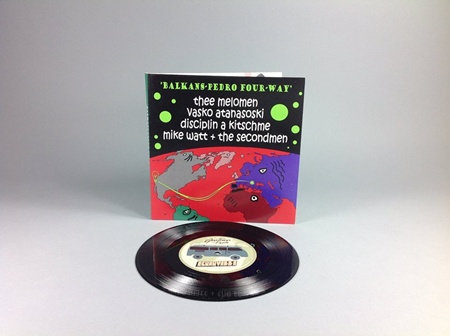 'BALKANS·PEDRO FOUR·WAY'
thee melomen
vasko atanasoski
disciplin a kitschme
mike watt + the secondmen